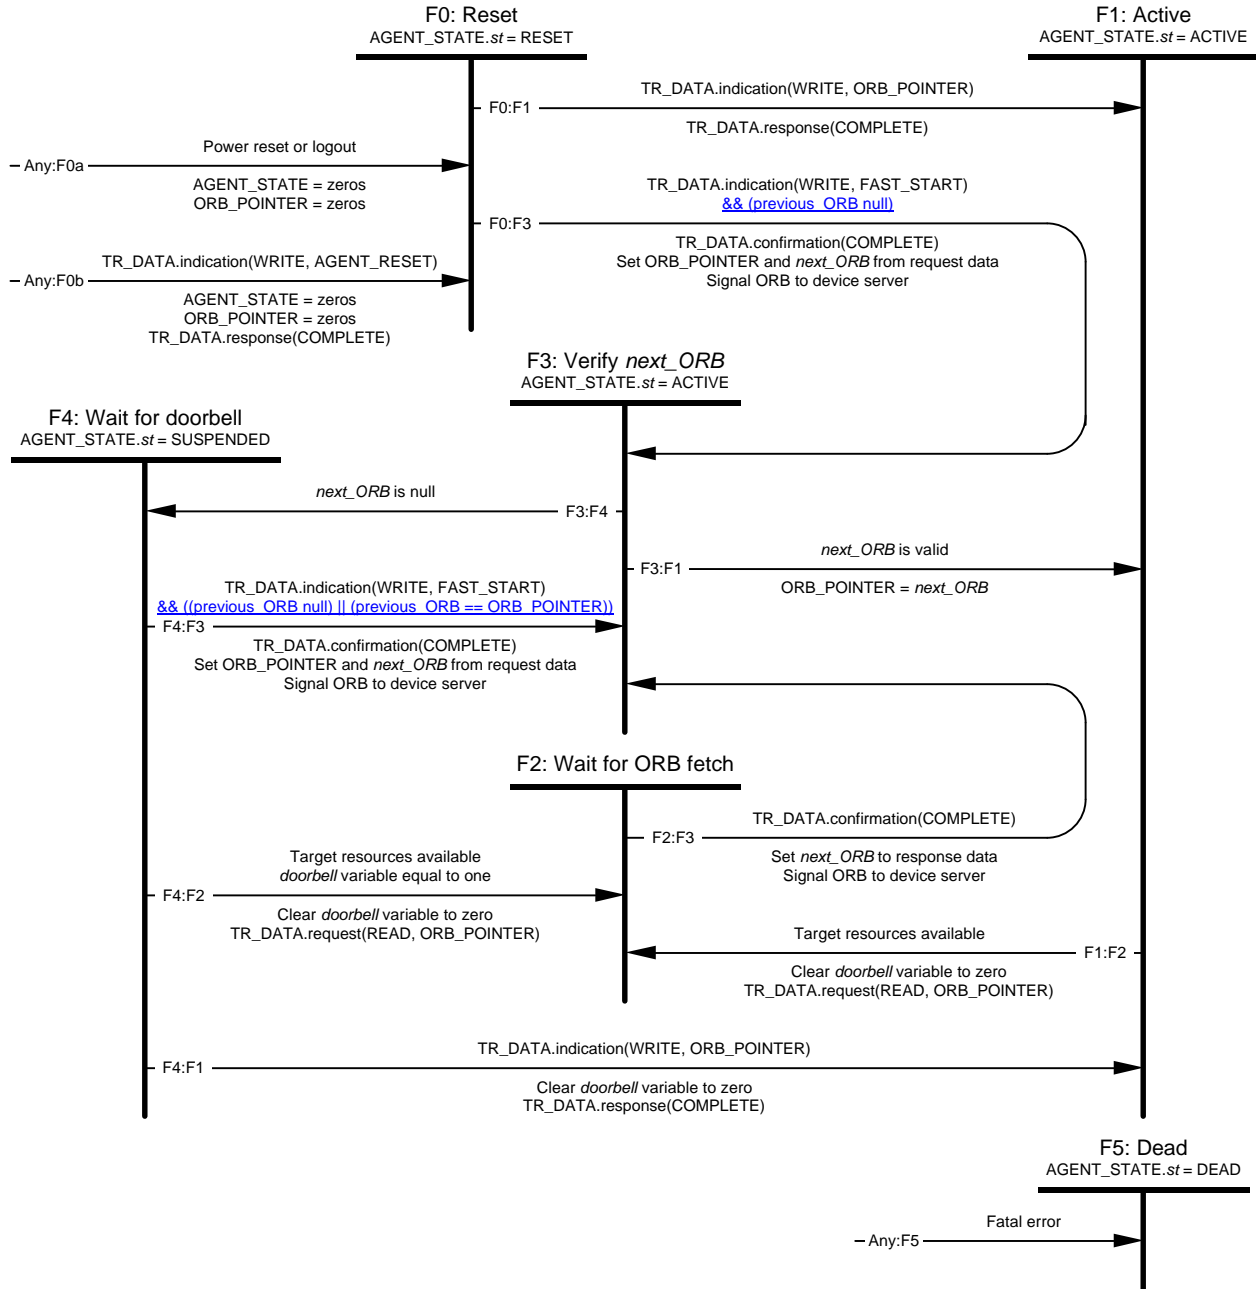 F0: Reset
AGENT_STATE.st = RESET
F1: Active
AGENT_STATE.st = ACTIVE
TR_DATA.indication(WRITE, ORB_POINTER)
F0:F1
TR_DATA.response(COMPLETE)
Power reset or logout
Any:F0a
AGENT_STATE = zeros
ORB_POINTER = zeros
TR_DATA.indication(WRITE, FAST_START)
&& (previous_ORB null)
F0:F3
TR_DATA.confirmation(COMPLETE)
Set ORB_POINTER and next_ORB from request data
Signal ORB to device server
TR_DATA.indication(WRITE, AGENT_RESET)
Any:F0b
AGENT_STATE = zeros
ORB_POINTER = zeros
TR_DATA.response(COMPLETE)
F3: Verify next_ORB
AGENT_STATE.st = ACTIVE
F4: Wait for doorbell
AGENT_STATE.st = SUSPENDED
next_ORB is null
F3:F4
next_ORB is valid
F3:F1
ORB_POINTER = next_ORB
TR_DATA.indication(WRITE, FAST_START)
&& ((previous_ORB null) || (previous_ORB == ORB_POINTER))
F4:F3
TR_DATA.confirmation(COMPLETE)
Set ORB_POINTER and next_ORB from request data
Signal ORB to device server
F2: Wait for ORB fetch
TR_DATA.confirmation(COMPLETE)
F2:F3
Set next_ORB to response data
Signal ORB to device server
Target resources available
doorbell variable equal to one
F4:F2
Clear doorbell variable to zero
TR_DATA.request(READ, ORB_POINTER)
Target resources available
F1:F2
Clear doorbell variable to zero
TR_DATA.request(READ, ORB_POINTER)
TR_DATA.indication(WRITE, ORB_POINTER)
F4:F1
Clear doorbell variable to zero
TR_DATA.response(COMPLETE)
F5: Dead
AGENT_STATE.st = DEAD
Fatal error
Any:F5